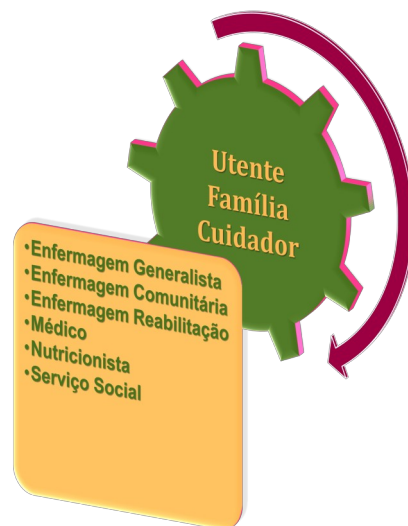 Utente
Família
Cuidador
•Enfermagem Generalista
•Enfermagem Comunitária
•Enfermagem Reabilitação
•Médico
•Nutricionista
•Serviço Social